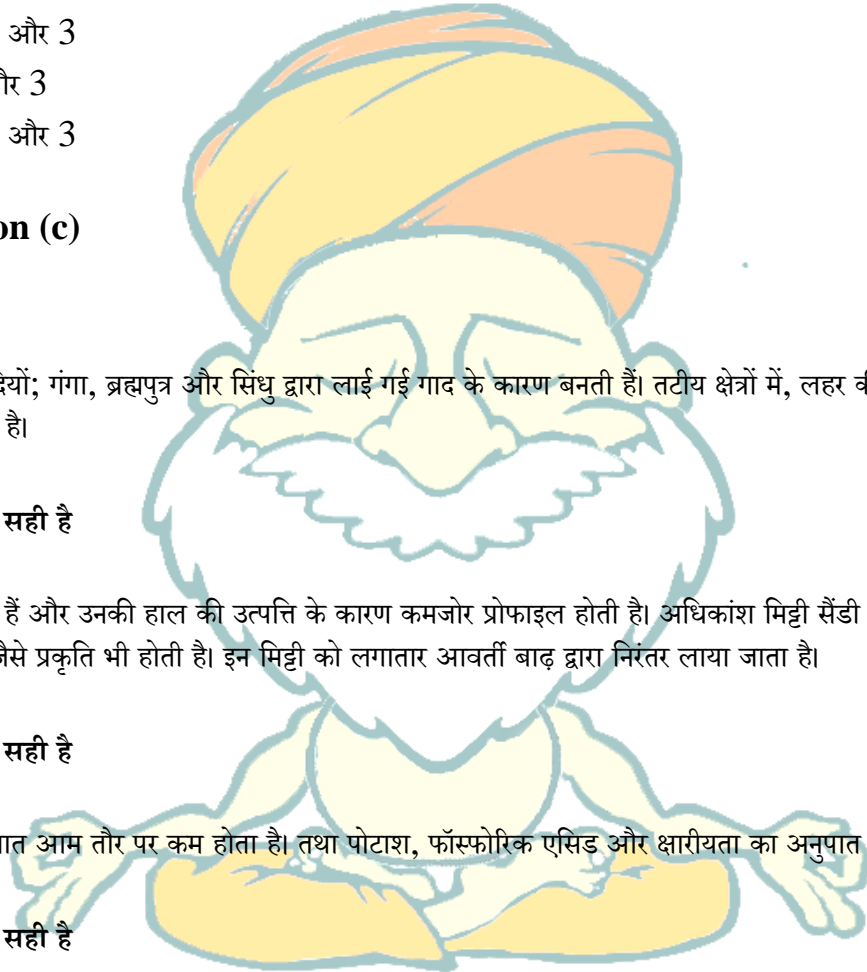 और 3
और 3
और 3
on (c)
दियों; गंगा, ब्रह्मपुत्र और सिंधु द्वारा लाई गई गाद के कारण बनती हैं। तटीय क्षेत्रों में, लहर
है।
सही है
हैं और उनकी हाल की उत्पत्ति के कारण कमजोर प्रोफाइल होती है। अधिकांश मिट्टी सैंडी
जैसे प्रकृति भी होती है। इन मिट्टी को लगातार आवर्ती बाढ़ द्वारा निरंतर लाया जाता है।
सही है
पात आम तौर पर कम होता है। तथा पोटाश, फॉस्फोरिक एसिड और क्षारीयता का अनुपात
सही है